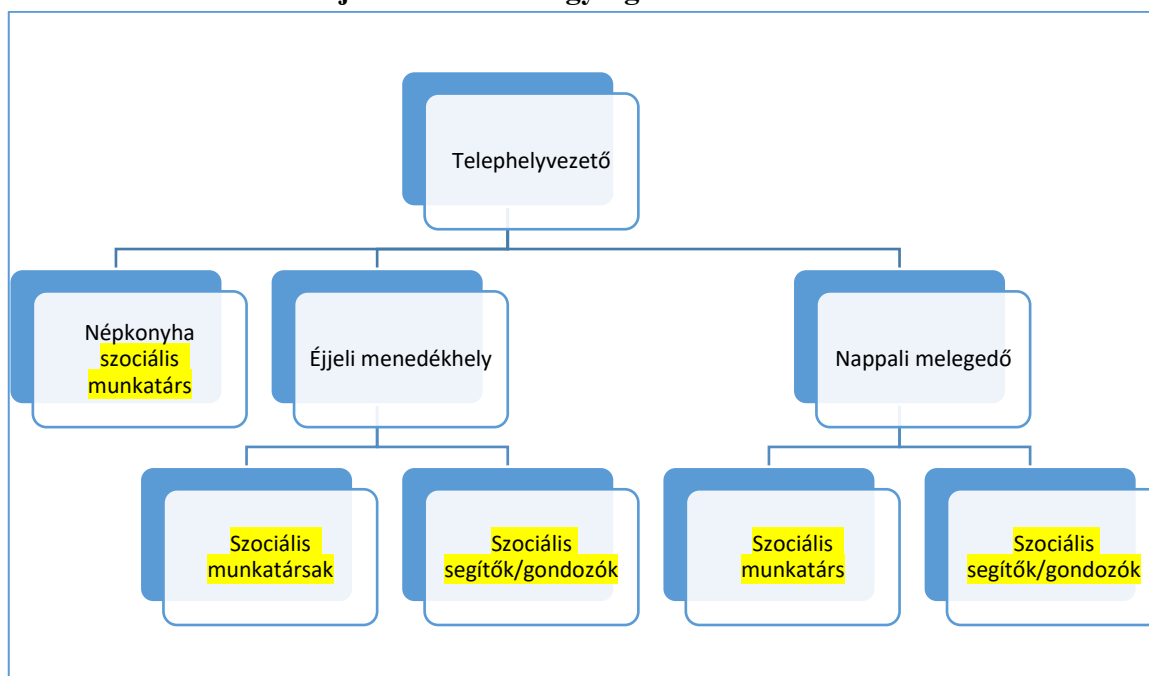 Telephelyvezető
Népkonyha
szociális
munkatárs
Éjjeli menedékhely
Nappali melegedő
Szociális
munkatársak
Szociális
segítők/gondozók
Szociális
munkatárs
Szociális
segítők/gondozók